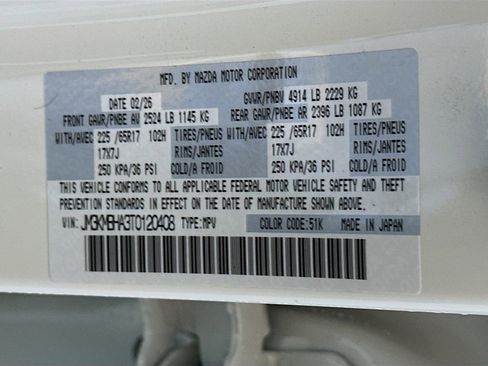 MFD. BY MAZDA MOTOR CORPORATION
DATE 02/26 GVWR/PNBV 4914 LB 2229 KG
FRONT GAWR/PNBE AV 2524 LB 1145 KG REAR GAWR/PNBE AR 2396 LB 1087 KG
WITH/AVEC 225 /65R17 102H TIRES/PNEUS WITH/AVEC 225 /65R17 102H TIRES/PNEUS
17X7J RIMS/JANTES 17X7J RIMS/JANTES
250 KPA/36 PSI COLD/A FROID 250 KPA/36 PSI COLD/A FROID
THIS VEHICLE CONFORMS TO ALL APPLICABLE FEDERAL MOTOR VEHICLE SAFETY AND THEFT
PREVENTION STANDARDS IN EFFECT ON THE DATE OF MANUFACTURE SHOWN ABOVE.
VIN: JM3KMBHA3T0120408 TYPE:MPV COLOR CODE:51K MADE IN JAPAN